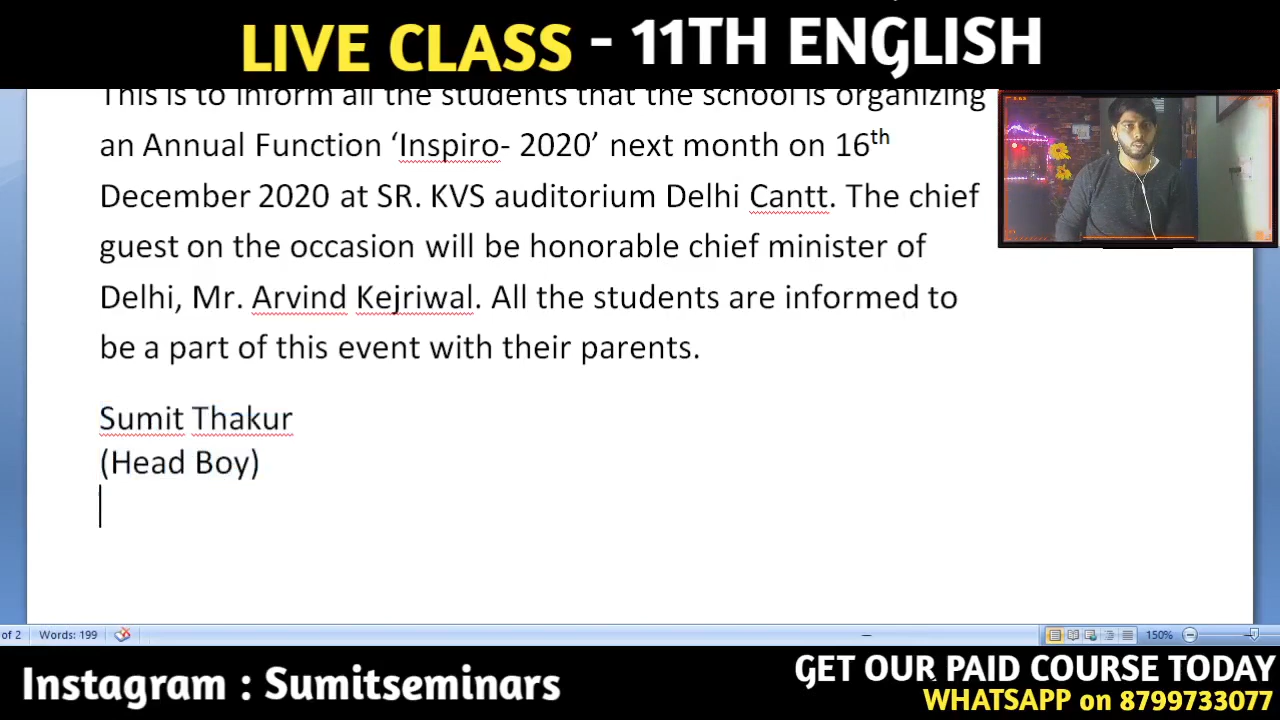 LIVE CLASS - 11TH ENGLISH
This is to inform all the students that the school is organizing
an Annual Function ‘Inspiro- 2020’ next month on 16th
December 2020 at SR. KVS auditorium Delhi Cantt. The chief
guest on the occasion will be honorable chief minister of
Delhi, Mr. Arvind Kejriwal. All the students are informed to
be a part of this event with their parents.
Sumit Thakur
(Head Boy)
of 2 Words: 199 150%
Instagram : Sumitseminars
GET OUR PAID COURSE TODAY
WHATSAPP on 8799733077